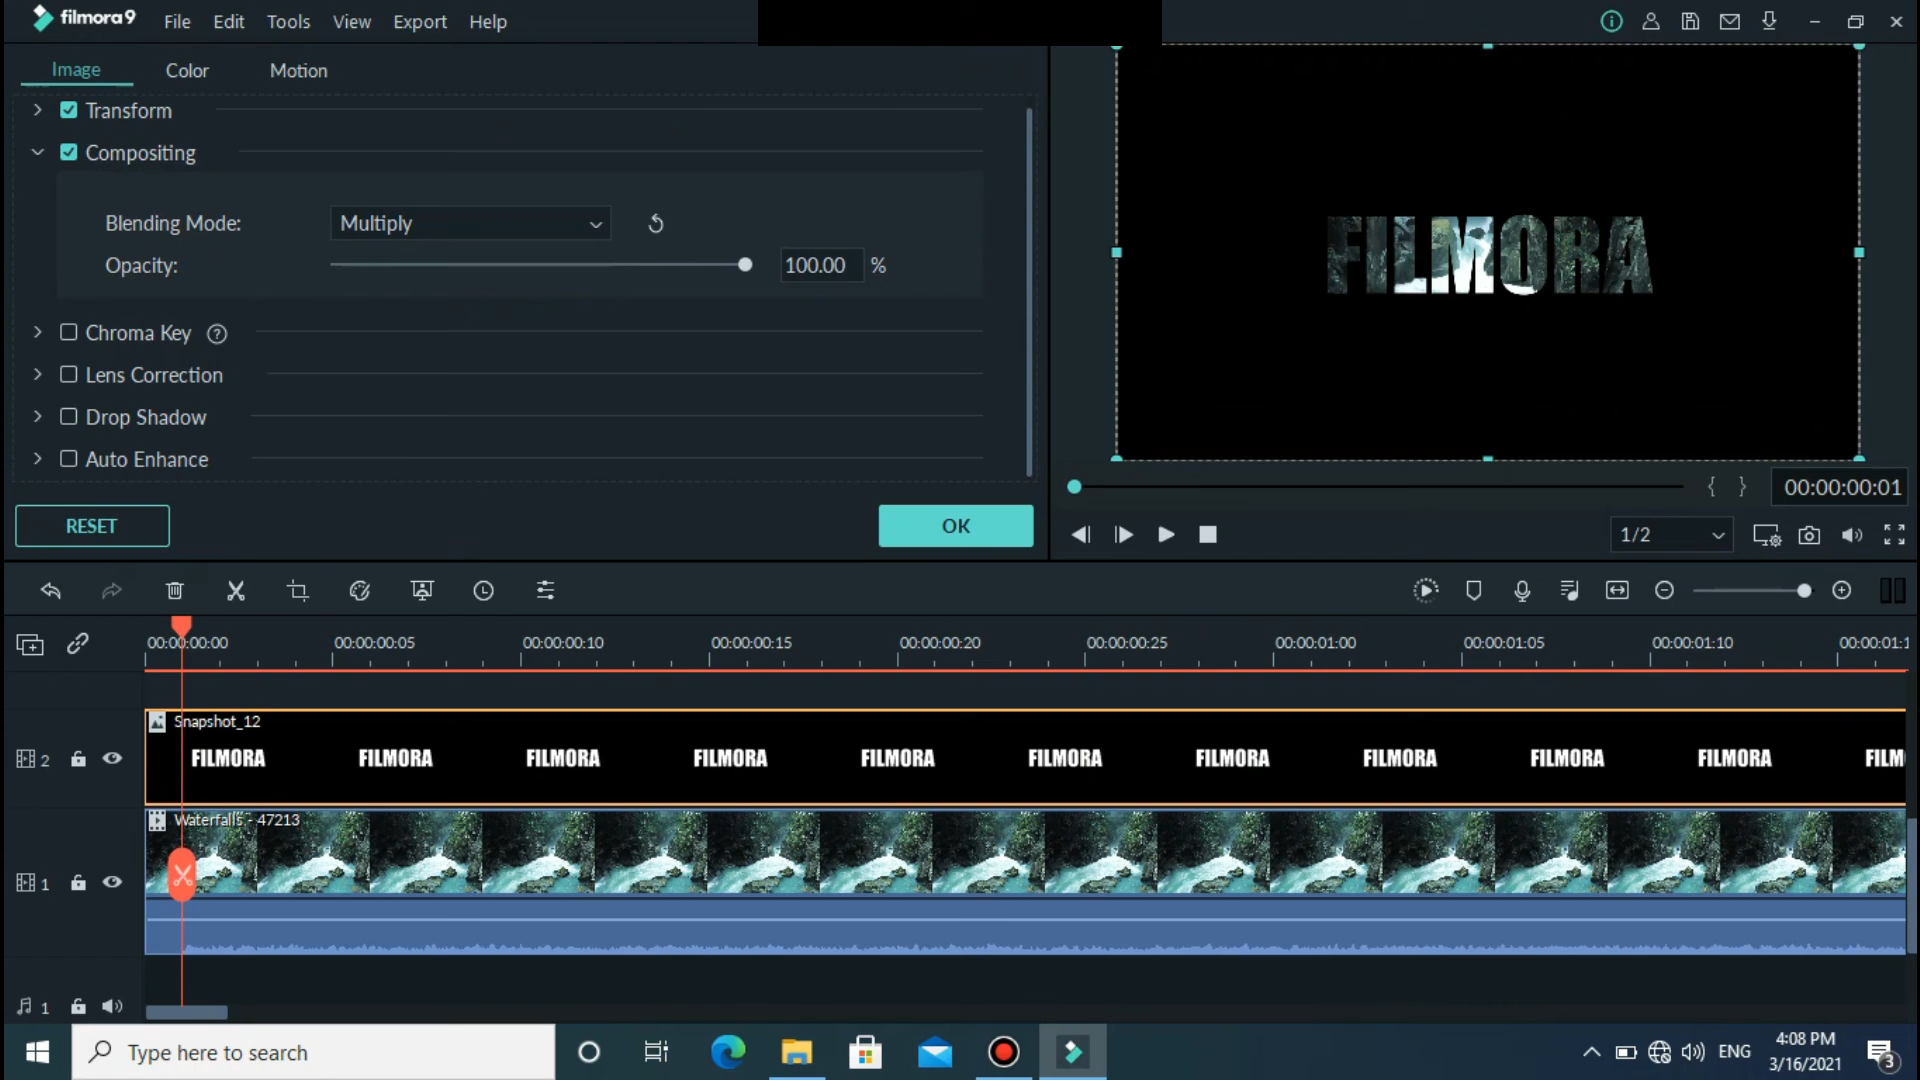 filmora9 File Edit Tools View Export Help
Image Color Motion
Transform
Compositing
Blending Mode: Multiply
Opacity: 100.00 %
Chroma Key ?
Lens Correction
Drop Shadow
Auto Enhance
RESET OK
FILMORA
{ } 00:00:00:01
1/2
00:00:00:00 00:00:00:05 00:00:00:10 00:00:00:15 00:00:00:20 00:00:00:25 00:00:01:00 00:00:01:05 00:00:01:10 00:00:01:1
Snapshot_12
2 FILMORA FILMORA FILMORA FILMORA FILMORA FILMORA FILMORA FILMORA FILMORA FILMORA FILM
Waterfalls - 47213
1
1
Type here to search
ENG
4:08 PM
3/16/2021
3